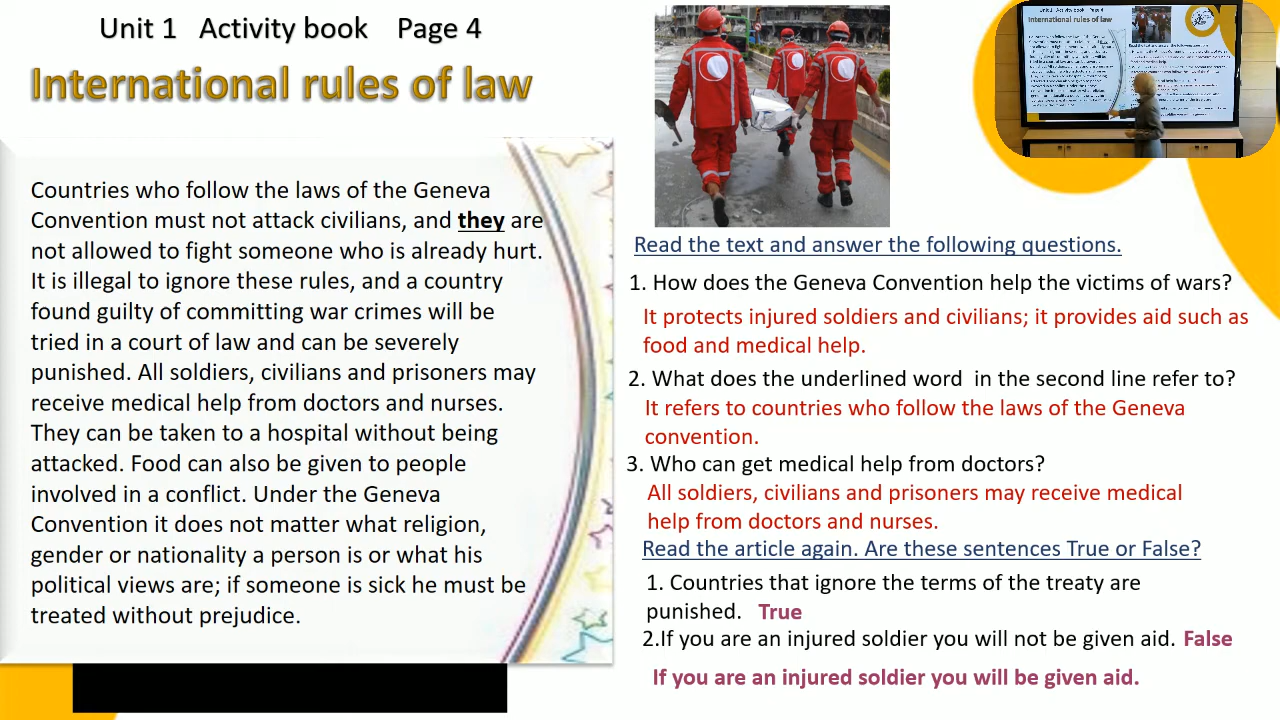 Unit 1 Activity book Page 4
International rules of law
Countries who follow the laws of the Geneva
Convention must not attack civilians, and they are
not allowed to fight someone who is already hurt.
It is illegal to ignore these rules, and a country
found guilty of committing war crimes will be
tried in a court of law and can be severely
punished. All soldiers, civilians and prisoners may
receive medical help from doctors and nurses.
They can be taken to a hospital without being
attacked. Food can also be given to people
involved in a conflict. Under the Geneva
Convention it does not matter what religion,
gender or nationality a person is or what his
political views are; if someone is sick he must be
treated without prejudice.
Read the text and answer the following questions.
1. How does the Geneva Convention help the victims of wars?
It protects injured soldiers and civilians; it provides aid such as
food and medical help.
2. What does the underlined word in the second line refer to?
It refers to countries who follow the laws of the Geneva
convention.
3. Who can get medical help from doctors?
All soldiers, civilians and prisoners may receive medical
help from doctors and nurses.
Read the article again. Are these sentences True or False?
1. Countries that ignore the terms of the treaty are
punished. True
2.If you are an injured soldier you will not be given aid. False
If you are an injured soldier you will be given aid.
Unit 1 Activity book Page 4
International rules of law